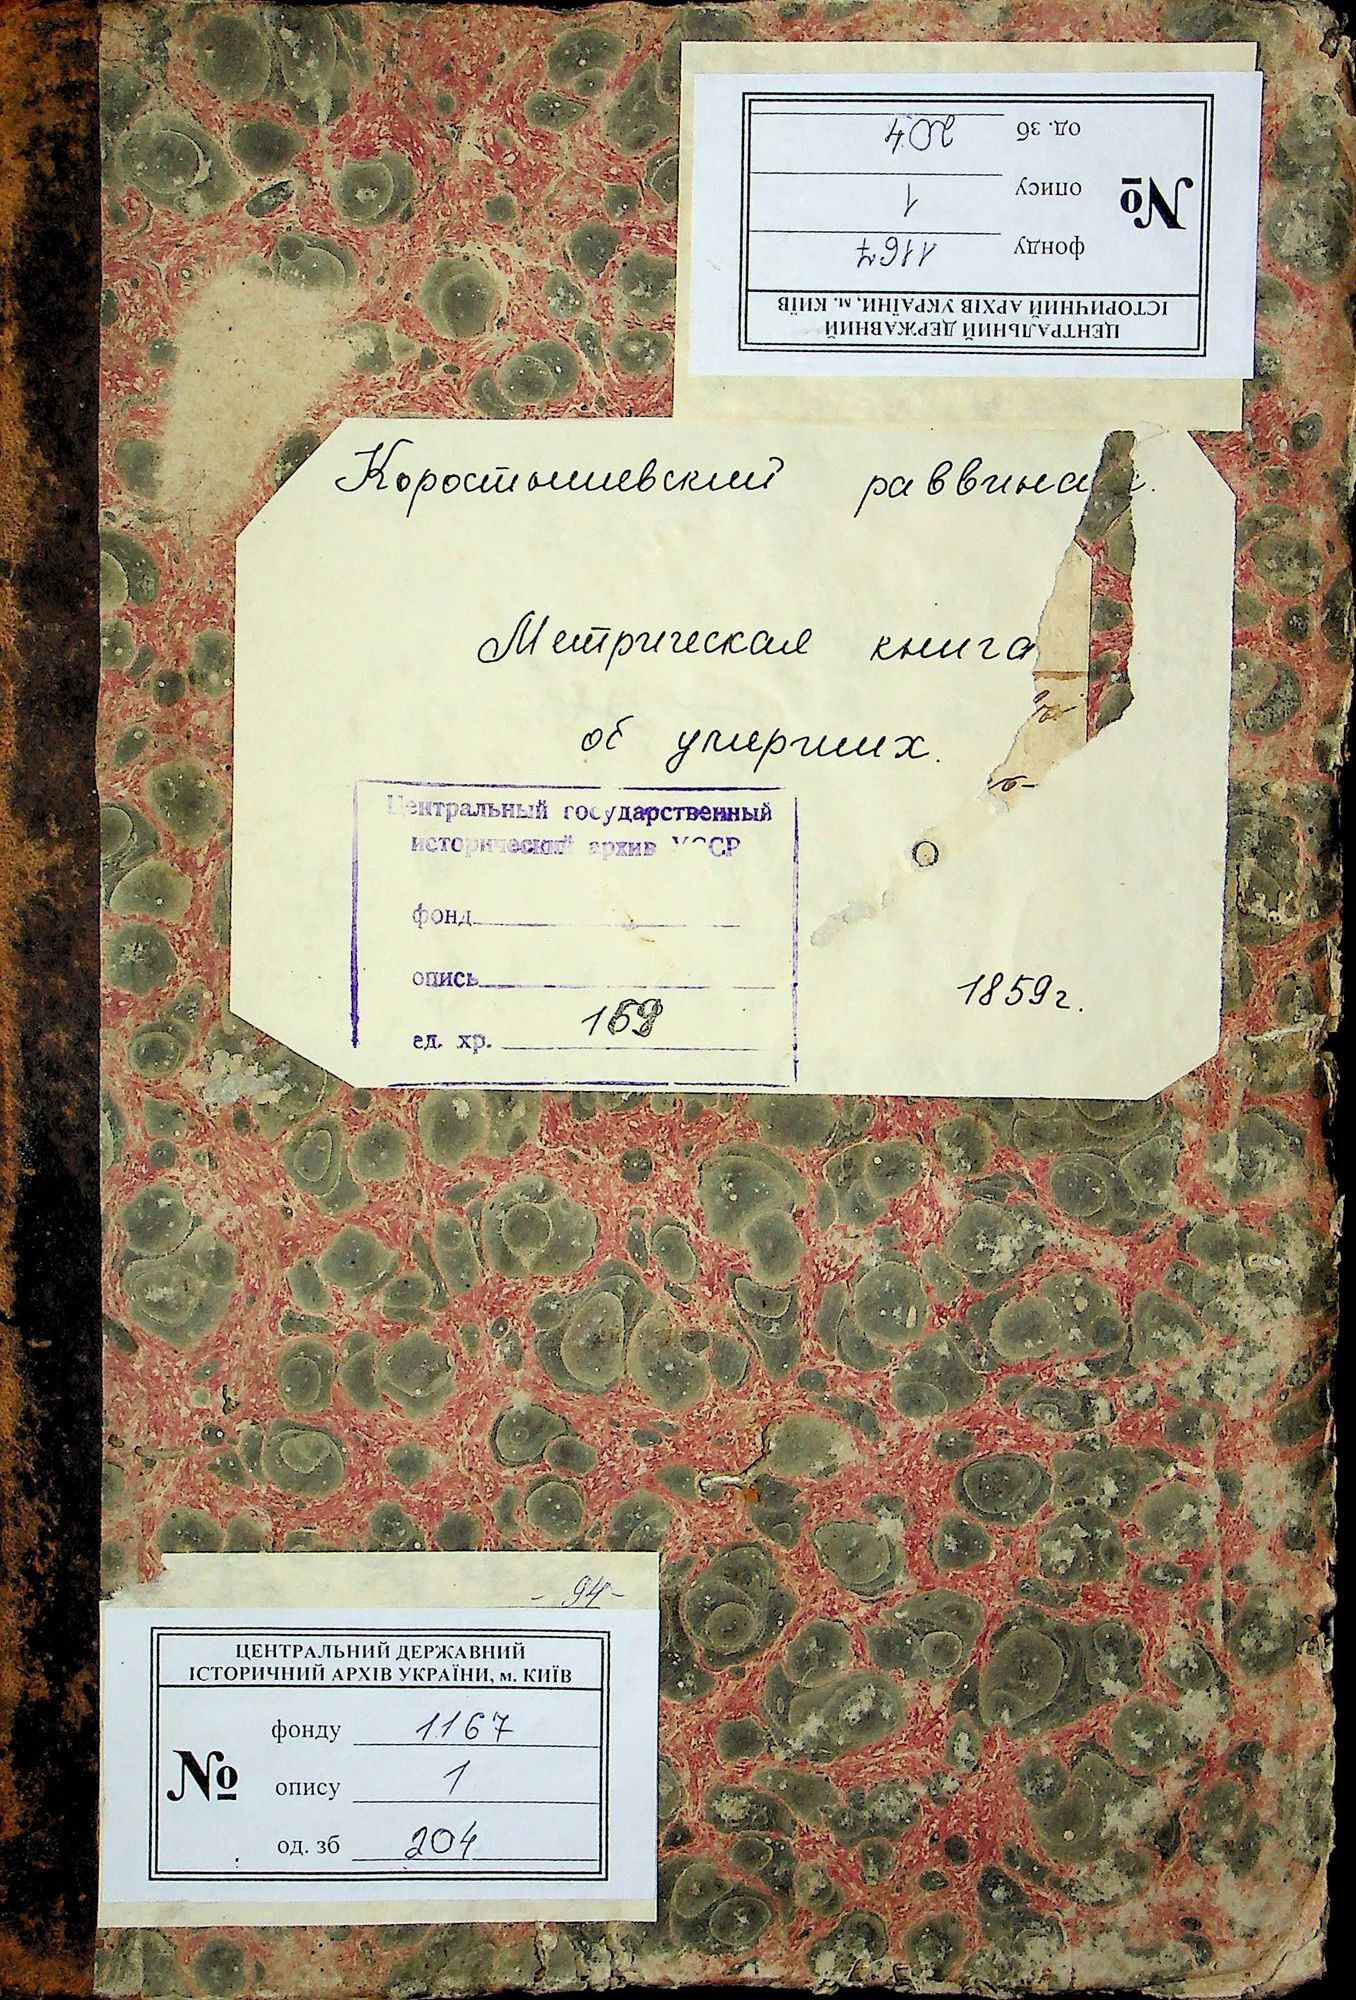 ЦЕНТРАЛЬНИЙ ДЕРЖАВНИЙ
ІСТОРИЧНИЙ АРХІВ УКРАЇНИ, м. КИЇВ
№
фонду 1167
опису 1
од. зб 204
Коростышевский раввинат.
Метрическая книга
об умерших.
Центральный государственный
исторический архив УССР
фонд
опись
ед. хр. 169
1859г.
-94-
ЦЕНТРАЛЬНИЙ ДЕРЖАВНИЙ
ІСТОРИЧНИЙ АРХІВ УКРАЇНИ, м. КИЇВ
№
фонду 1167
опису 1
од. зб 204